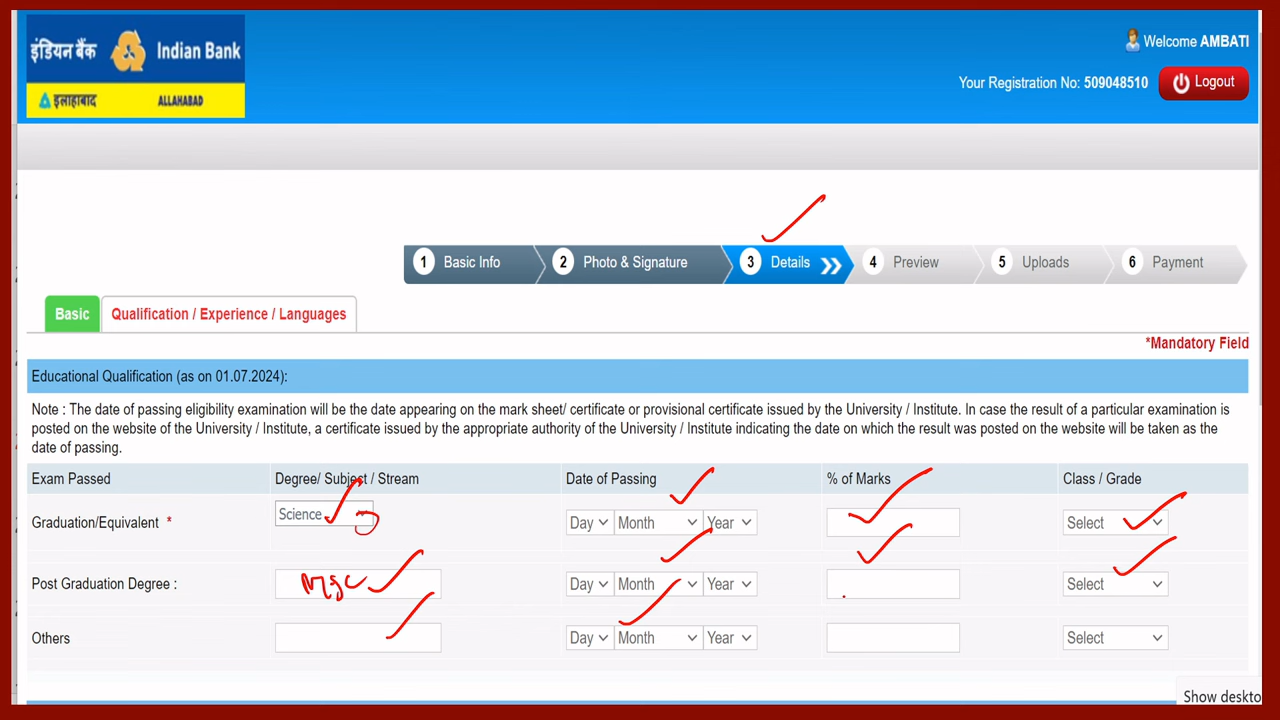 इंडियन बैंक Indian Bank
इलाहाबाद ALLAHABAD
Welcome AMBATI
Your Registration No: 509048510 Logout
1 Basic Info 2 Photo & Signature 3 Details 4 Preview 5 Uploads 6 Payment
Basic Qualification / Experience / Languages
*Mandatory Field
Educational Qualification (as on 01.07.2024):
Note : The date of passing eligibility examination will be the date appearing on the mark sheet/ certificate or provisional certificate issued by the University / Institute. In case the result of a particular examination is
posted on the website of the University / Institute, a certificate issued by the appropriate authority of the University / Institute indicating the date on which the result was posted on the website will be taken as the
date of passing.
Exam Passed Degree/ Subject / Stream Date of Passing % of Marks Class / Grade
Graduation/Equivalent * Science Day Month Year Select
Post Graduation Degree : Msc Day Month Year Select
Others Day Month Year Select
Show deskto